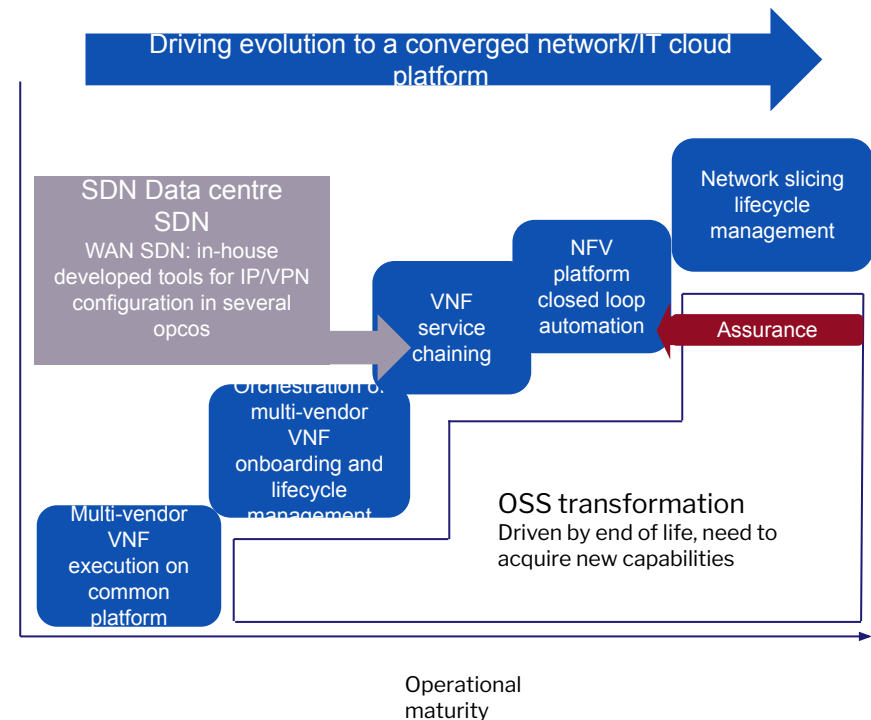 Driving evolution to a converged network/IT cloud
platform
SDN Data centre
SDN
WAN SDN: in-house
developed tools for IP/VPN
configuration in several
opcos
Network slicing
lifecycle
management
NFV
platform
closed loop
automation
VNF
service
chaining
Assurance
Orchestration of
multi-vendor
VNF
onboarding and
lifecycle
management
Multi-vendor
VNF
execution on
common
platform
OSS transformation
Driven by end of life, need to
acquire new capabilities
Operational
maturity